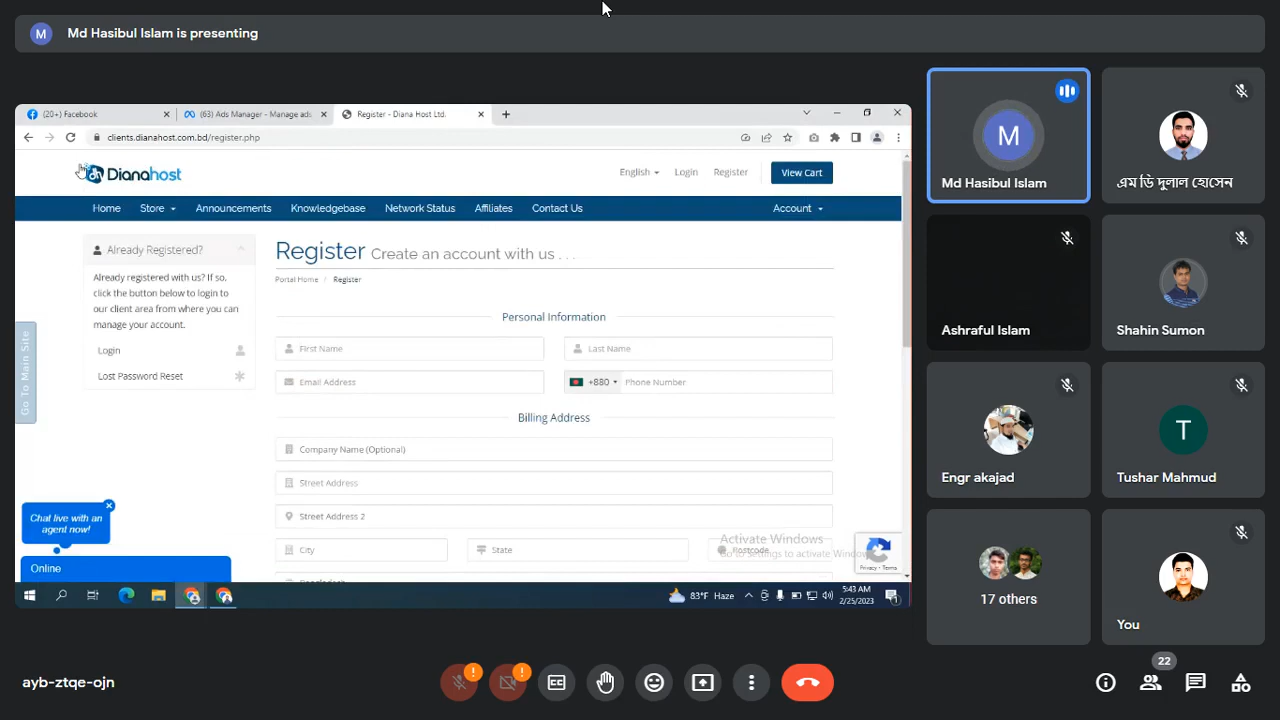 M
Md Hasibul Islam is presenting
(20+) Facebook
(63) Ads Manager - Manage ads
Register - Diana Host Ltd.
clients.dianahost.com.bd/register.php
Dianahost
English
Login
Register
View Cart
Home
Store
Announcements
Knowledgebase
Network Status
Affiliates
Contact Us
Account
Already Registered?
Already registered with us? If so,
click the button below to login to
our client area from where you can
manage your account.
Login
Lost Password Reset
Go To Main Site
Register Create an account with us . . .
Portal Home / Register
Personal Information
First Name
Last Name
Email Address
+880
Phone Number
Billing Address
Company Name (Optional)
Street Address
Street Address 2
City
State
Postcode
Activate Windows
Go to Settings to activate Windows.
Privacy - Terms
Chat live with an
agent now!
Online
83°F Haze
5:43 AM
2/25/2023
M
Md Hasibul Islam
এম ডি দুলাল হোসেন
Ashraful Islam
Shahin Sumon
Engr akajad
T
Tushar Mahmud
17 others
You
ayb-ztqe-ojn
22